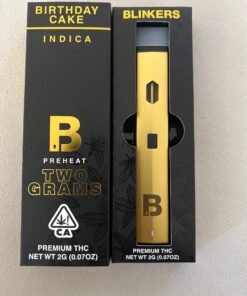 BIRTHDAY
CAKE
INDICA
B
PREHEAT
TWO
GRAMS
CA
PREMIUM THC
NET WT 2G (0.07OZ)
BLINKERS
B
PREMIUM THC
NET WT 2G (0.07OZ)